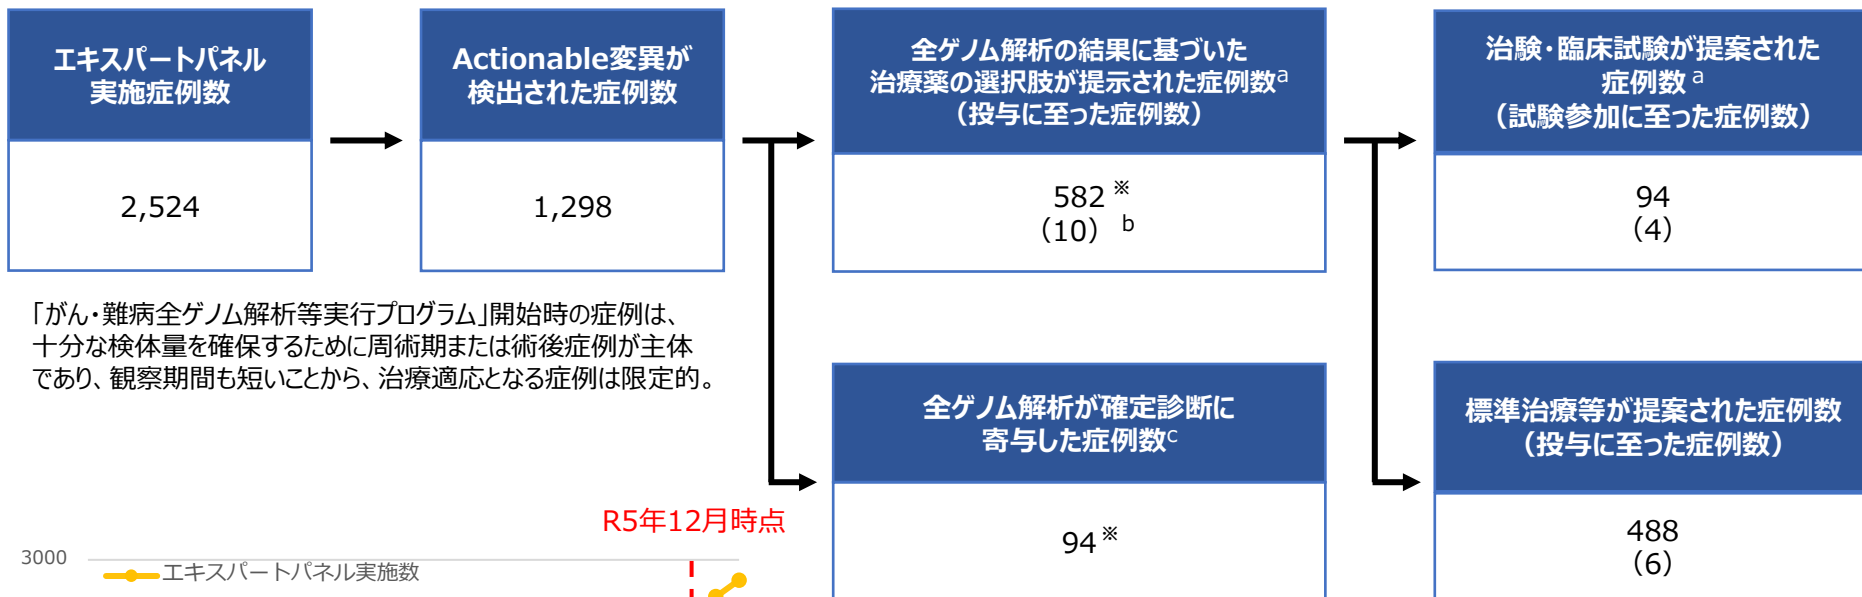 エキスパートパネル
実施症例数
2,524
Actionable変異が
検出された症例数
1,298
全ゲノム解析の結果に基づいた
治療薬の選択肢が提示された症例数a
（投与に至った症例数）
582※
（10） b
治験・臨床試験が提案された
症例数a
（試験参加に至った症例数）
94
（4）
「がん・難病全ゲノム解析等実行プログラム」開始時の症例は、
十分な検体量を確保するために周術期または術後症例が主体
であり、観察期間も短いことから、治療適応となる症例は限定的。
全ゲノム解析が確定診断に
寄与した症例数c
94※
標準治療等が提案された症例数
（投与に至った症例数）
488
（6）
R5年12月時点
3000
エキスパートパネル実施数